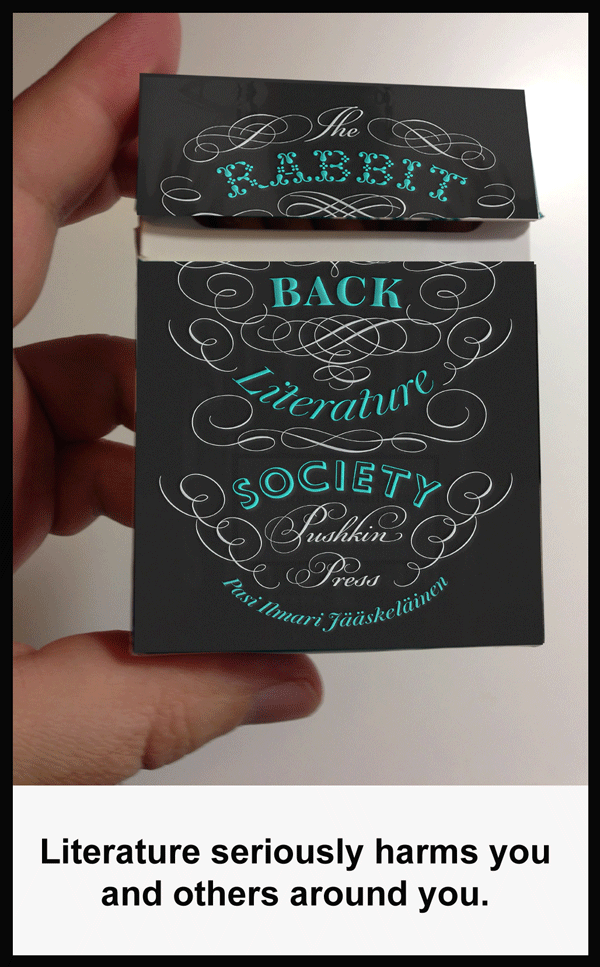 The
RABBIT
BACK
Literature
SOCIETY
Pushkin
Press
Pasi Ilmari Jääskeläinen
Literature seriously harms you
and others around you.